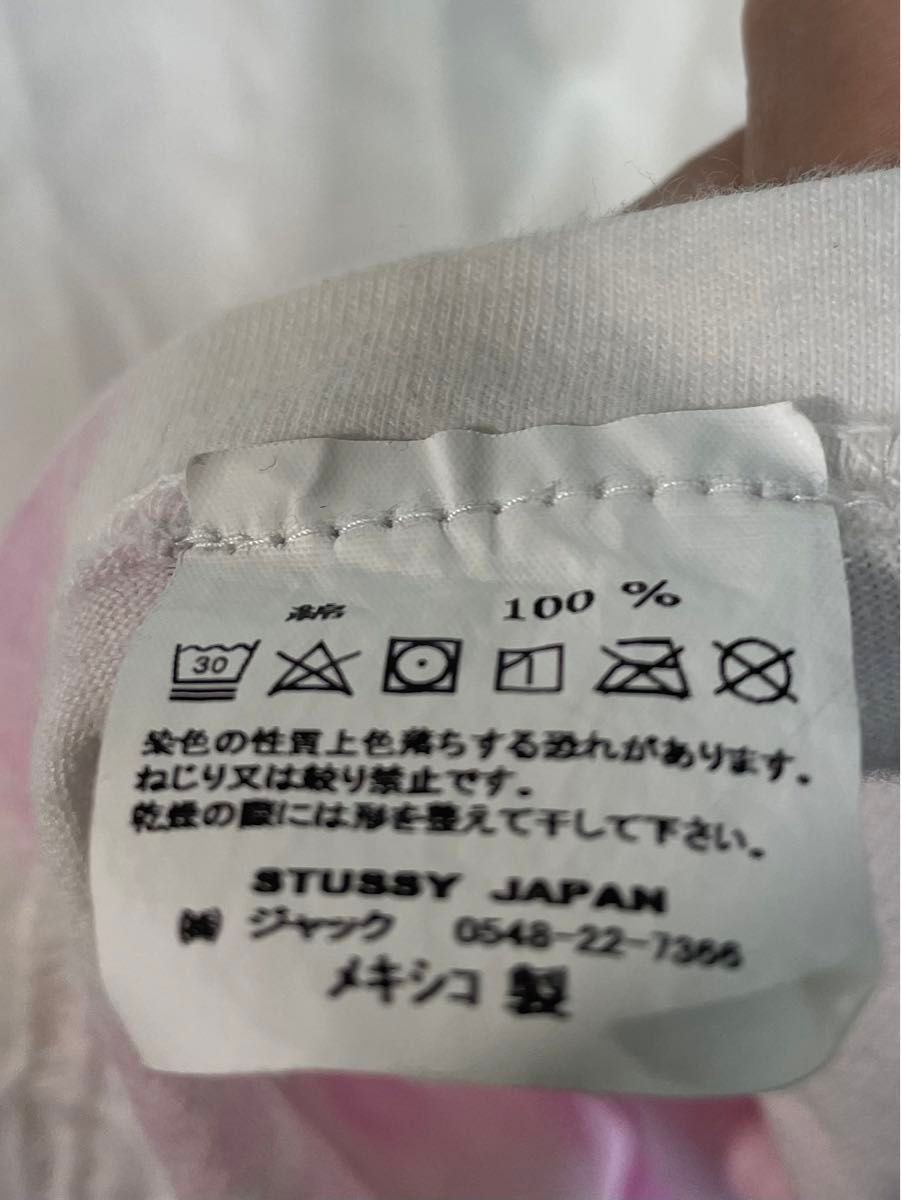 100 %
30
染色の性質上色落ちする恐れがあります。
ねじり又は絞り禁止です。
乾燥の際には形を整えて干して下さい。
STUSSY JAPAN
㈱ ジャック 0548-22-7366
メキシコ 製